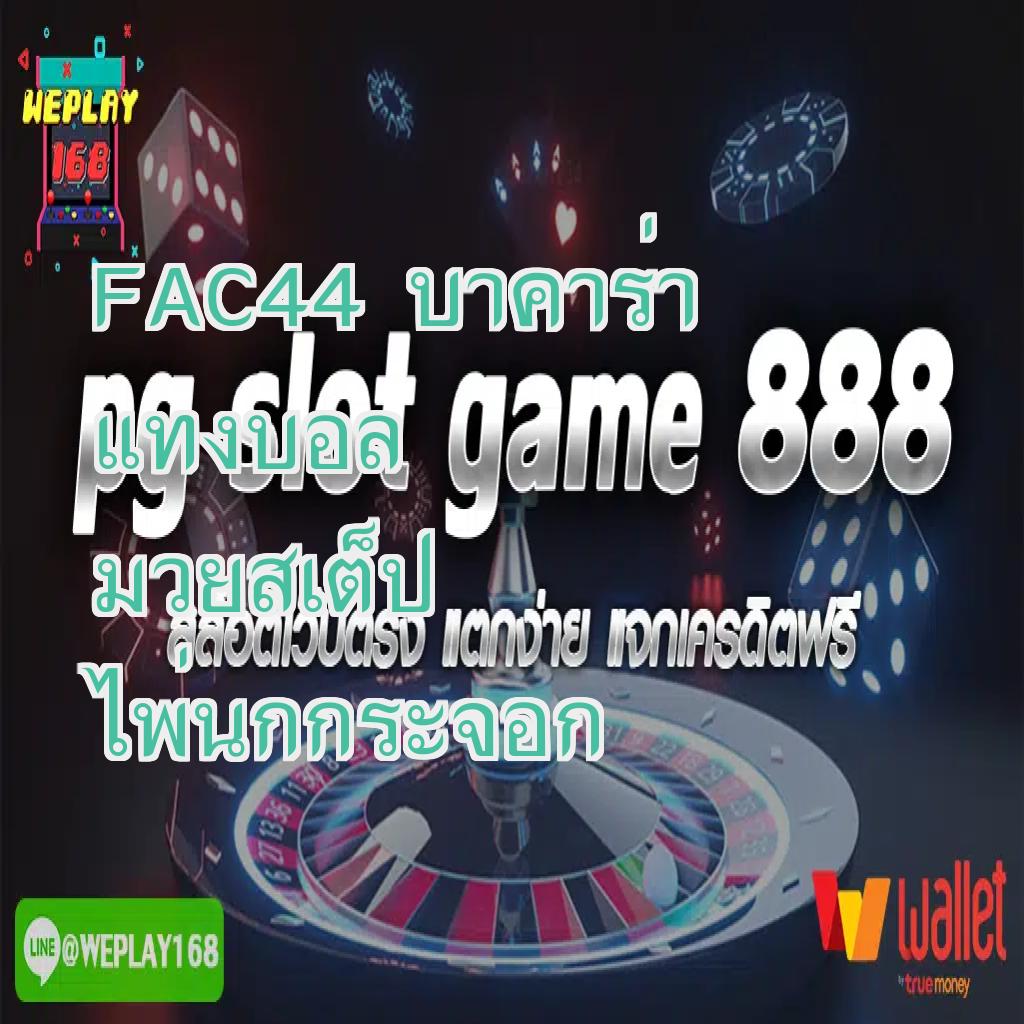 WEPLAY
168
FAC44 บาคาร่า
pg slot game 888
แทงบอล
มวยสเต็ป
สล็อตเว็บตรง แตกง่าย แจกเครดิตฟรี
ไพ่นกกระจอก
LINE @WEPLAY168
wallet
by truemoney